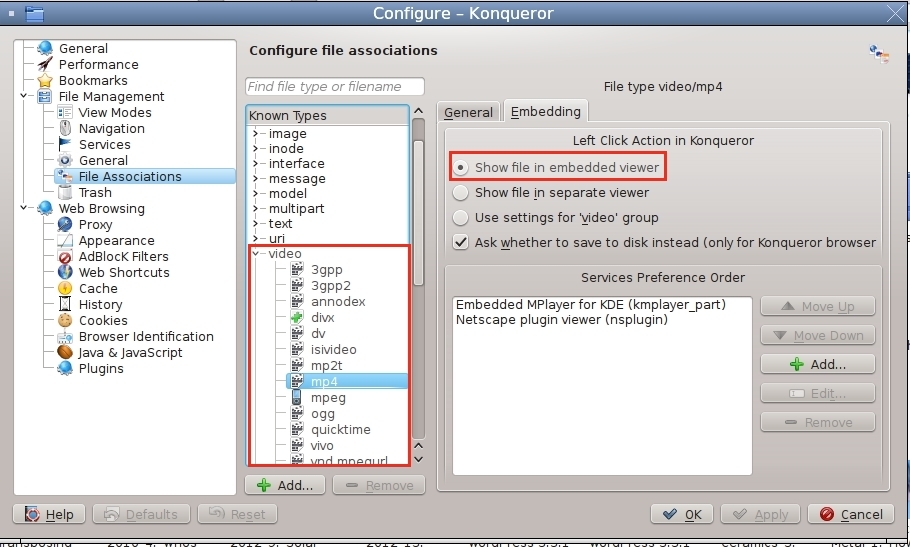 Configure – Konqueror
General
Performance
Bookmarks
File Management
View Modes
Navigation
Services
General
File Associations
Trash
Web Browsing
Proxy
Appearance
AdBlocK Filters
Web Shortcuts
Cache
History
Cookies
Browser Identification
Java & JavaScript
Plugins
Configure file associations
Find file type or filename
Known Types
image
inode
interface
message
model
multipart
text
uri
video
3gpp
3gpp2
annodex
divx
dv
isivideo
mp2t
mp4
mpeg
ogg
quicktime
vivo
vnd.mpegurl
Add...
Remove
File type video/mp4
General
Embedding
Left Click Action in Konqueror
Show file in embedded viewer
Show file in separate viewer
Use settings for 'video' group
Ask whether to save to disk instead (only for Konqueror browser
Services Preference Order
Embedded MPlayer for KDE (kmplayer_part)
Netscape plugin viewer (nsplugin)
Move Up
Move Down
Add...
Edit...
Remove
Help
Defaults
Reset
OK
Apply
Cancel